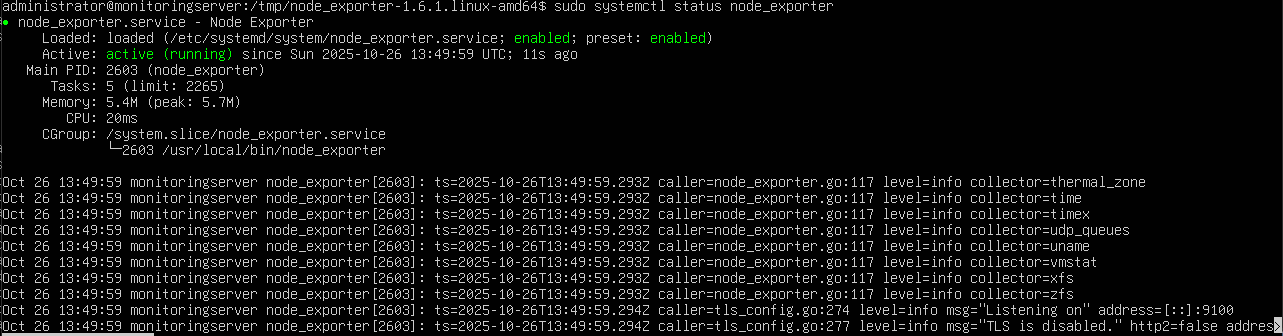 administrator@monitoringserver:/tmp/node_exporter-1.6.1.linux-amd64$ sudo systemctl status node_exporter
● node_exporter.service - Node Exporter
Loaded: loaded (/etc/systemd/system/node_exporter.service; enabled; preset: enabled)
Active: active (running) since Sun 2025-10-26 13:49:59 UTC; 11s ago
Main PID: 2603 (node_exporter)
Tasks: 5 (limit: 2265)
Memory: 5.4M (peak: 5.7M)
CPU: 20ms
CGroup: /system.slice/node_exporter.service
└─2603 /usr/local/bin/node_exporter
Oct 26 13:49:59 monitoringserver node_exporter[2603]: ts=2025-10-26T13:49:59.293Z caller=node_exporter.go:117 level=info collector=thermal_zone
Oct 26 13:49:59 monitoringserver node_exporter[2603]: ts=2025-10-26T13:49:59.293Z caller=node_exporter.go:117 level=info collector=time
Oct 26 13:49:59 monitoringserver node_exporter[2603]: ts=2025-10-26T13:49:59.293Z caller=node_exporter.go:117 level=info collector=timex
Oct 26 13:49:59 monitoringserver node_exporter[2603]: ts=2025-10-26T13:49:59.293Z caller=node_exporter.go:117 level=info collector=udp_queues
Oct 26 13:49:59 monitoringserver node_exporter[2603]: ts=2025-10-26T13:49:59.293Z caller=node_exporter.go:117 level=info collector=uname
Oct 26 13:49:59 monitoringserver node_exporter[2603]: ts=2025-10-26T13:49:59.293Z caller=node_exporter.go:117 level=info collector=vmstat
Oct 26 13:49:59 monitoringserver node_exporter[2603]: ts=2025-10-26T13:49:59.293Z caller=node_exporter.go:117 level=info collector=xfs
Oct 26 13:49:59 monitoringserver node_exporter[2603]: ts=2025-10-26T13:49:59.293Z caller=node_exporter.go:117 level=info collector=zfs
Oct 26 13:49:59 monitoringserver node_exporter[2603]: ts=2025-10-26T13:49:59.294Z caller=tls_config.go:274 level=info msg="Listening on" address=[::]:9100
Oct 26 13:49:59 monitoringserver node_exporter[2603]: ts=2025-10-26T13:49:59.294Z caller=tls_config.go:277 level=info msg="TLS is disabled." http2=false address